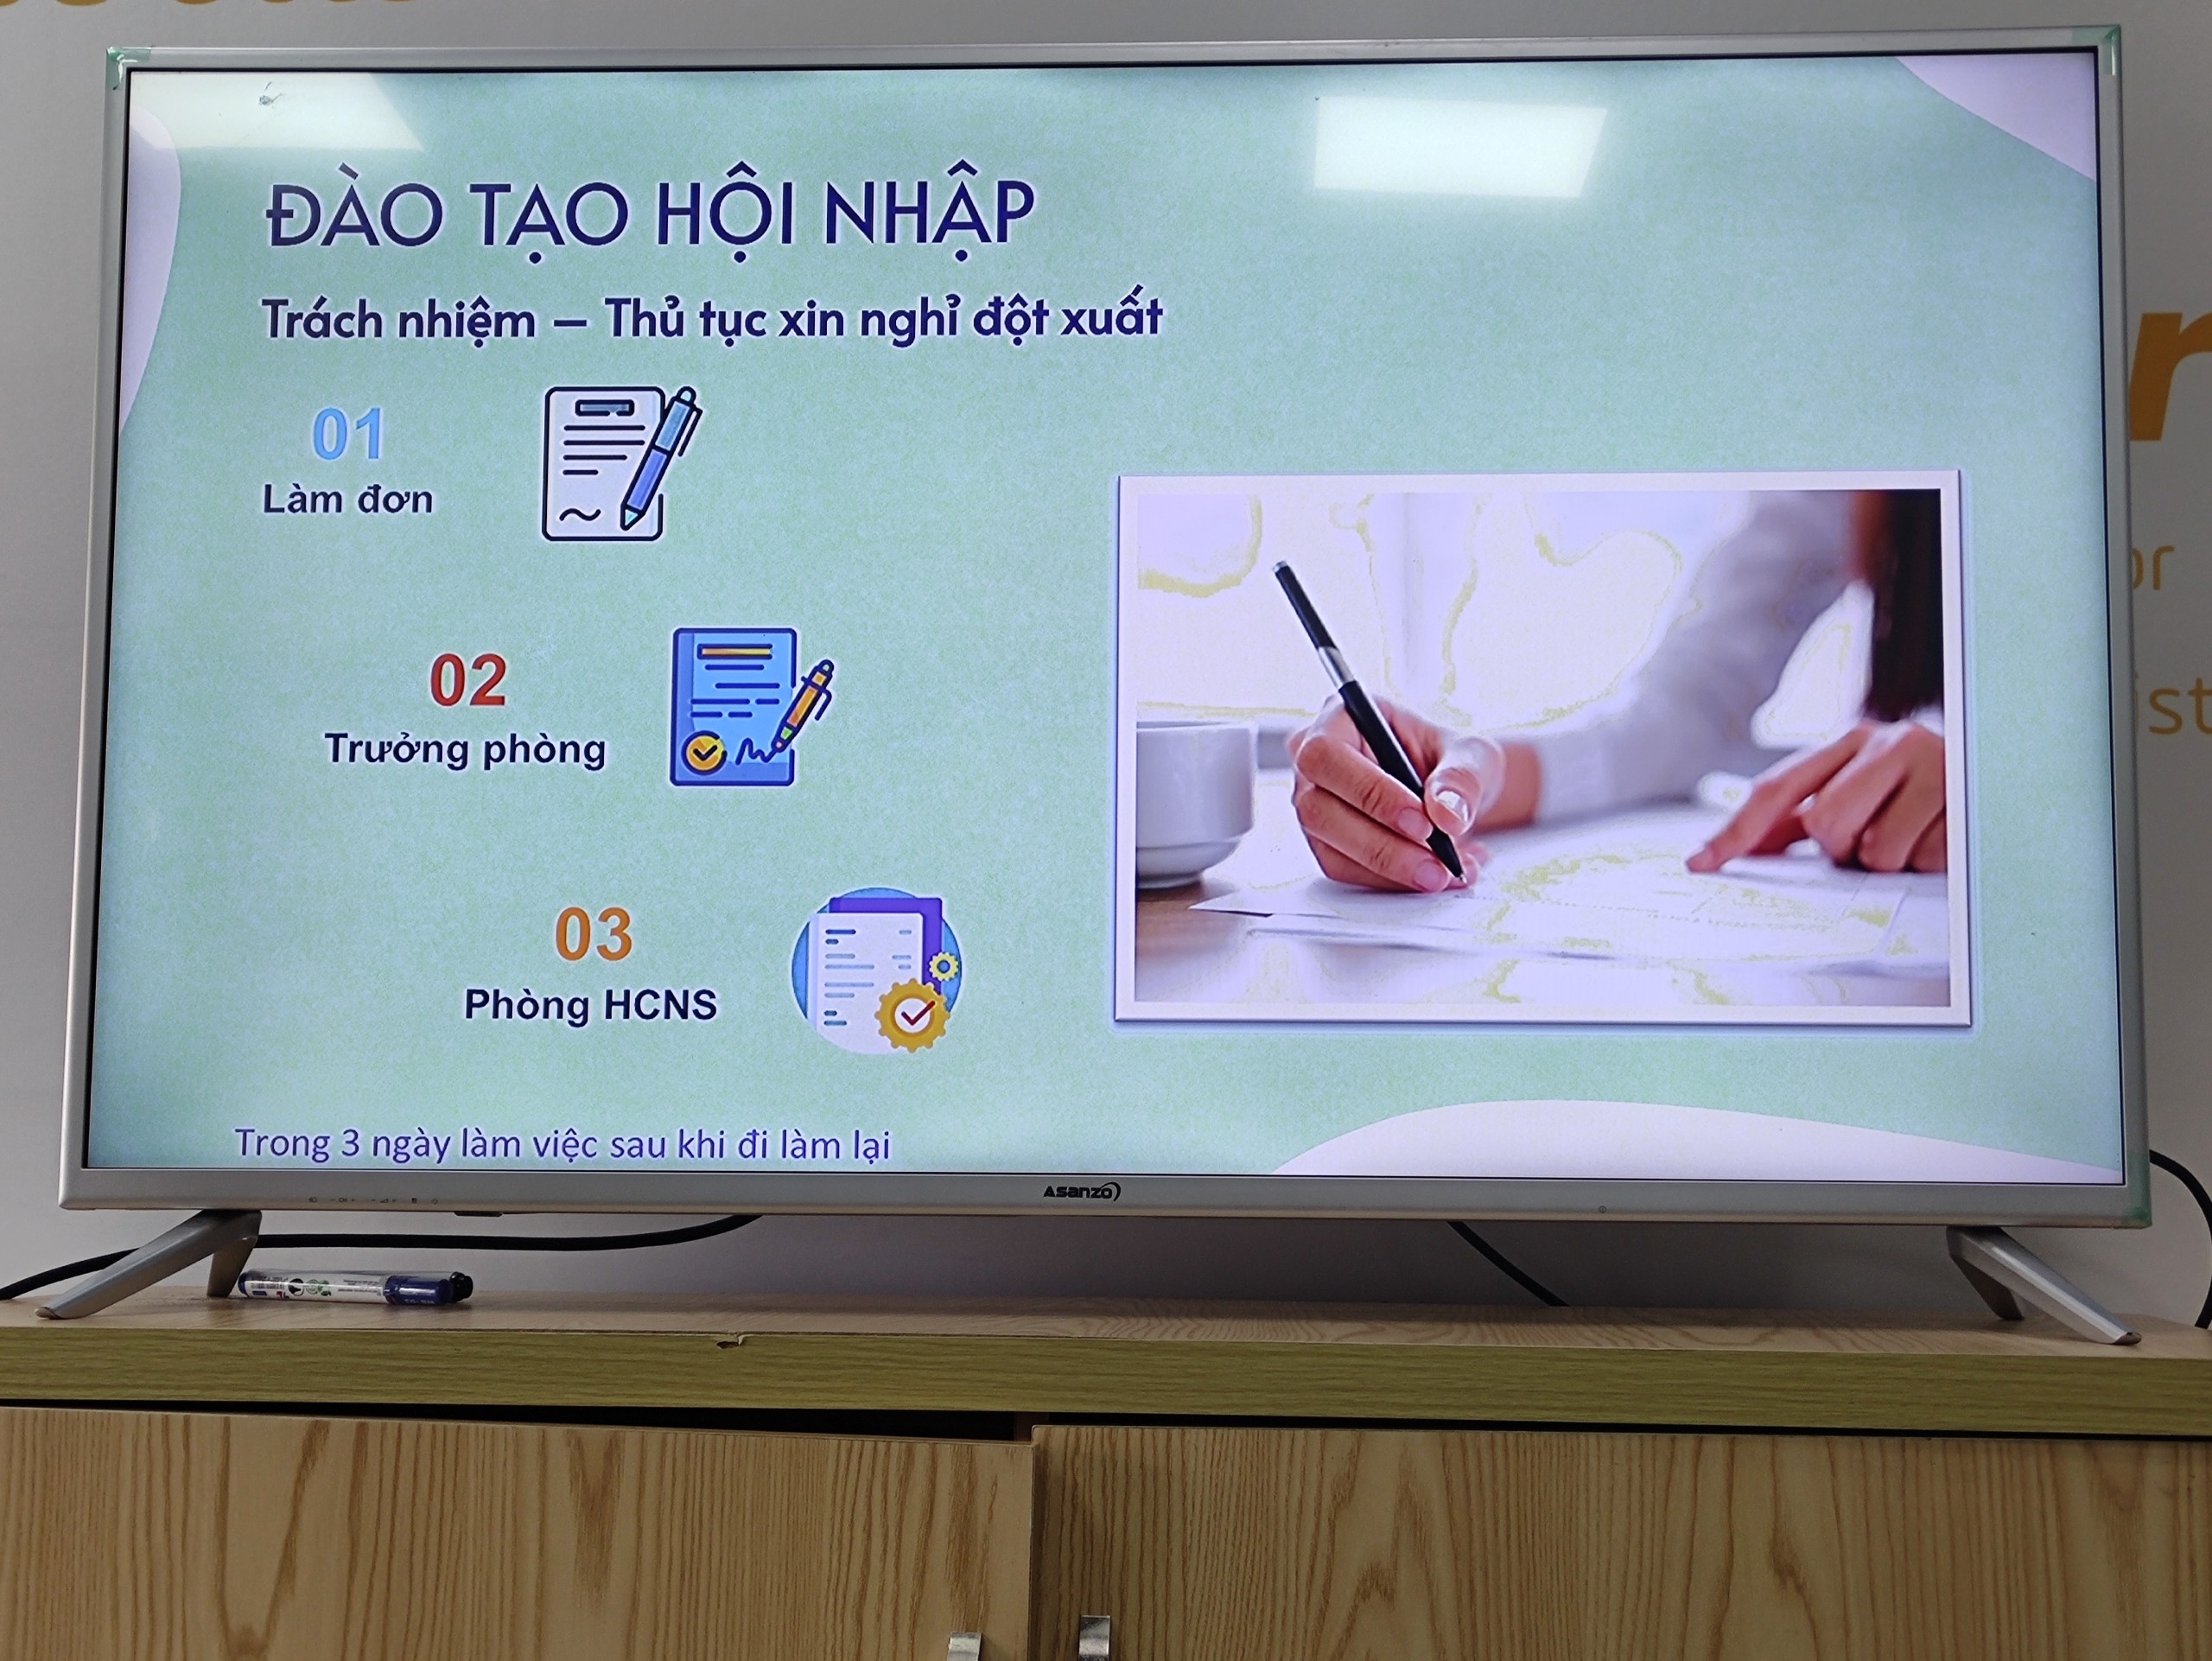 ĐÀO TẠO HỘI NHẬP
Trách nhiệm – Thủ tục xin nghỉ đột xuất
01
Làm đơn
02
Trưởng phòng
03
Phòng HCNS
Trong 3 ngày làm việc sau khi đi làm lại
Asanzo